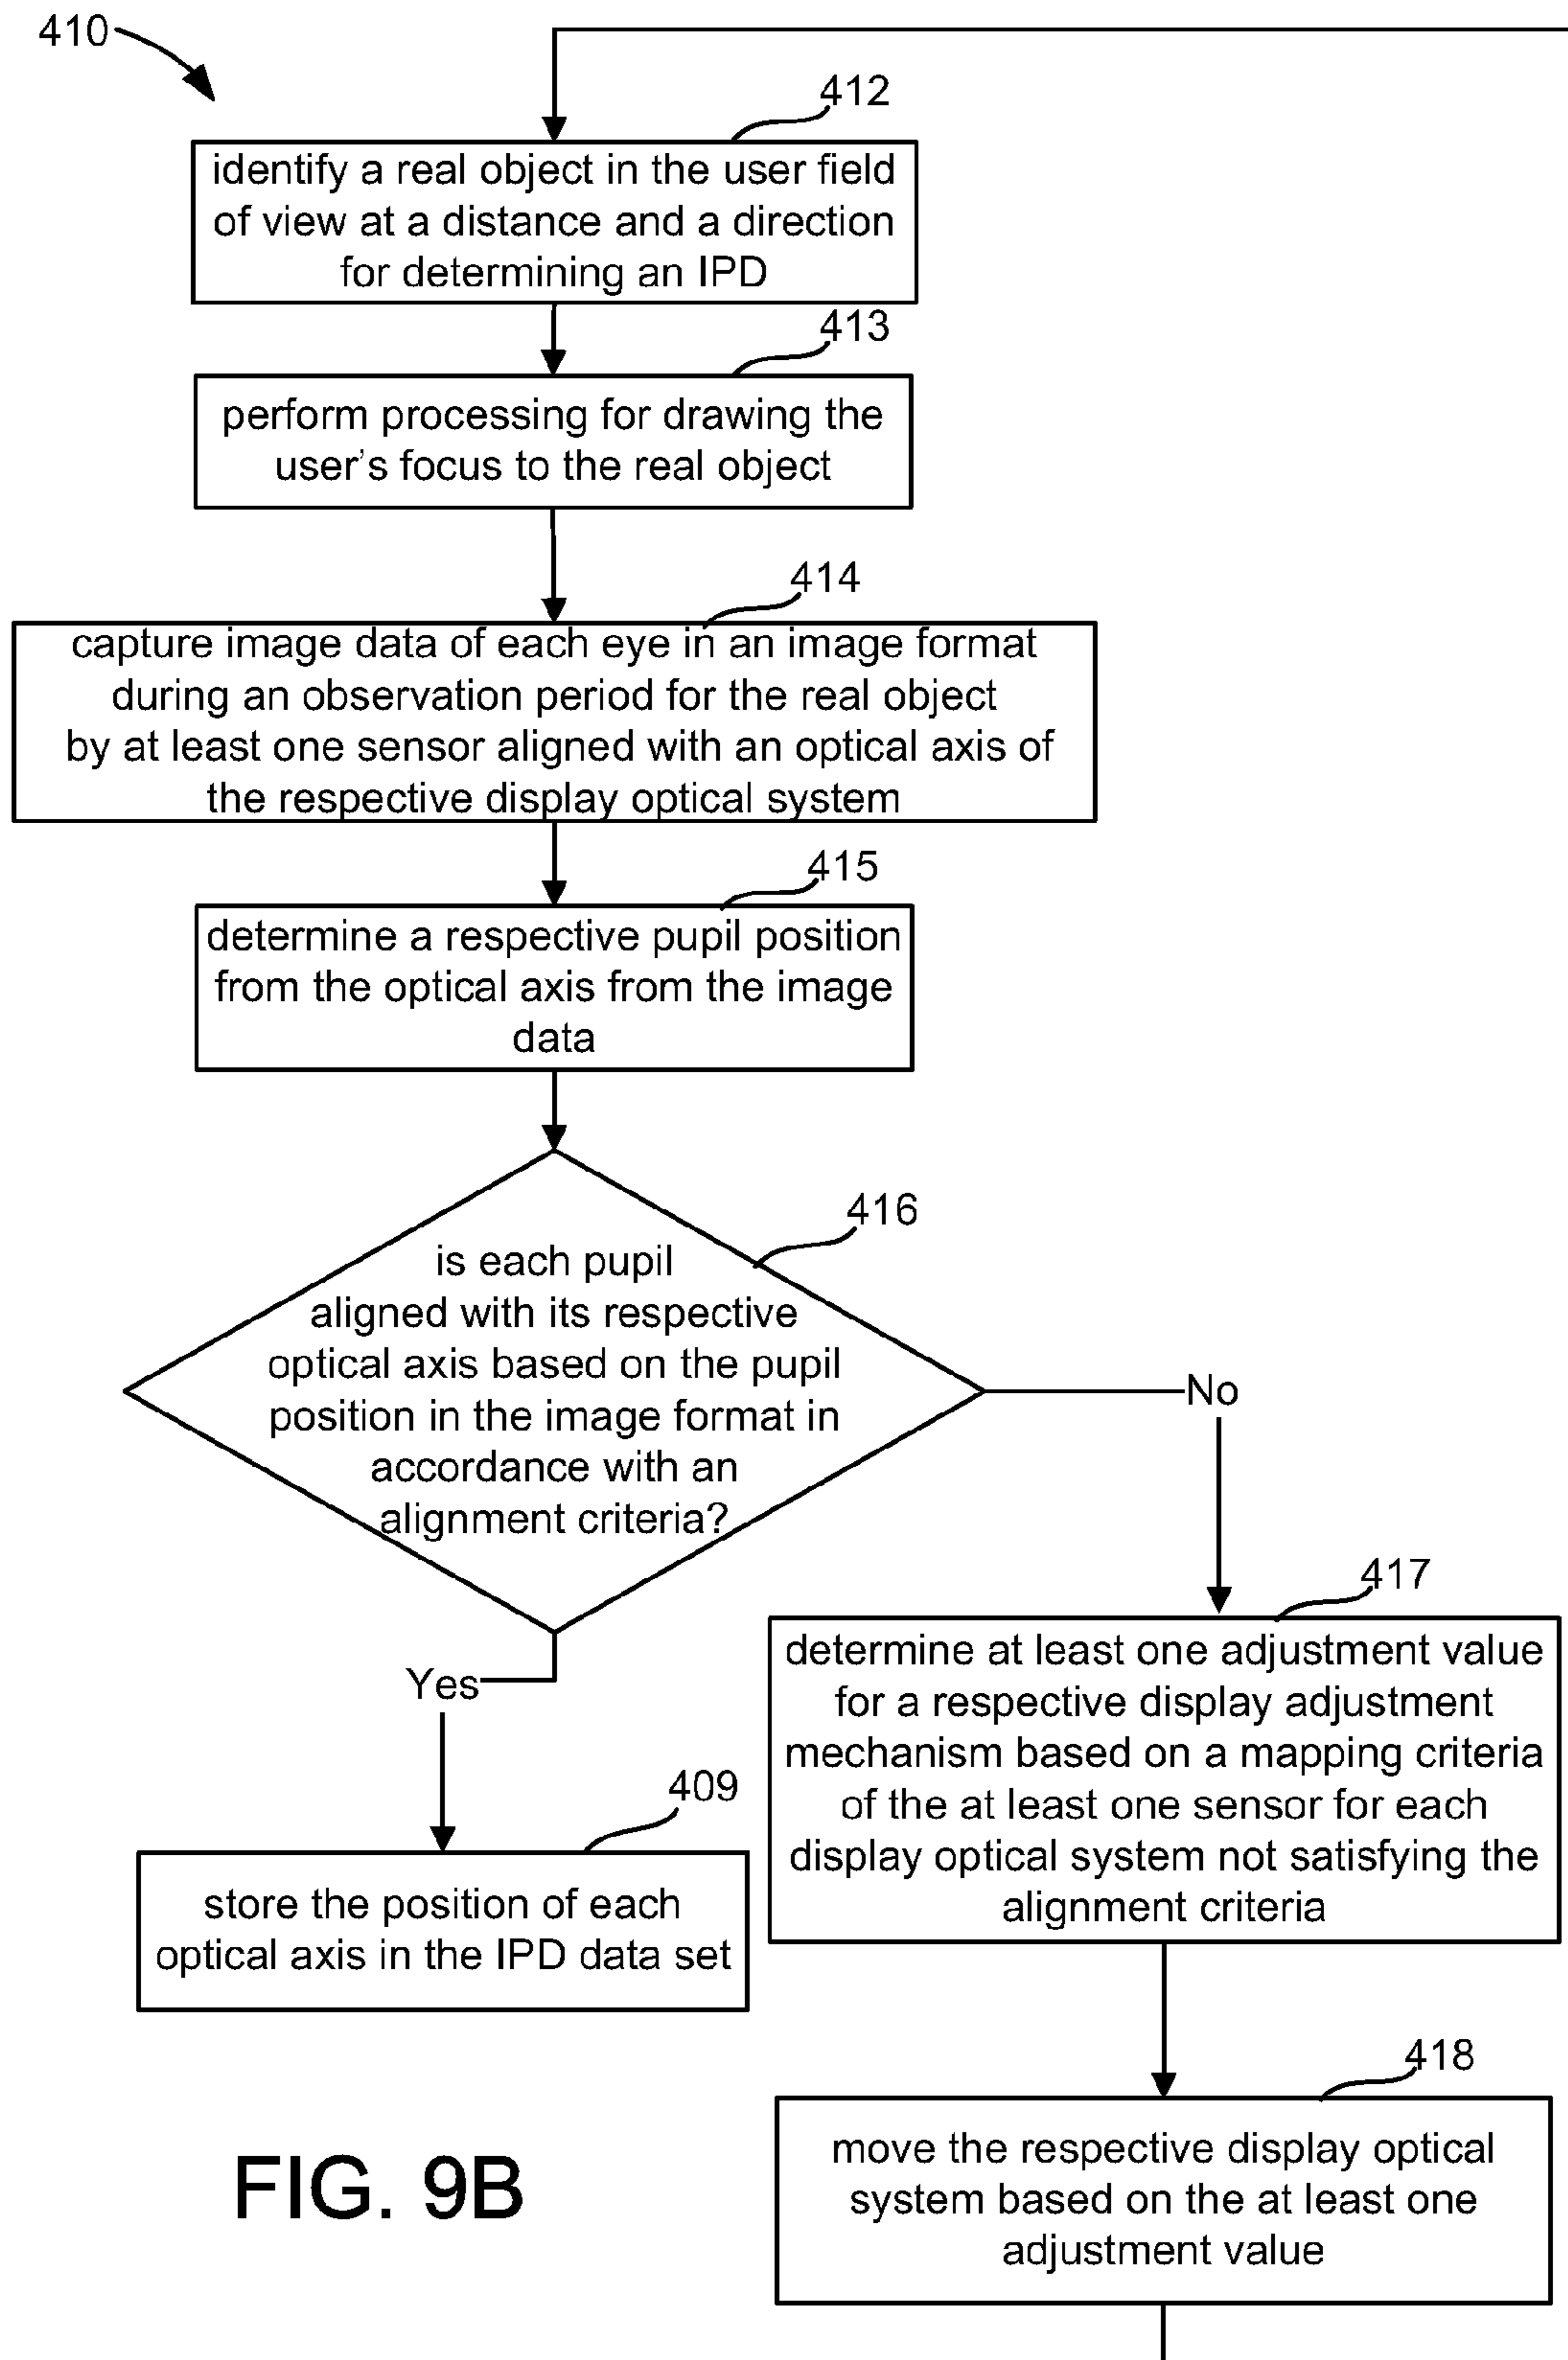 410
412
identify a real object in the user field
of view at a distance and a direction
for determining an IPD
413
perform processing for drawing the
user's focus to the real object
414
capture image data of each eye in an image format
during an observation period for the real object
by at least one sensor aligned with an optical axis of
the respective display optical system
415
determine a respective pupil position
from the optical axis from the image
data
416
is each pupil
aligned with its respective
optical axis based on the pupil
position in the image format in
accordance with an
alignment criteria?
No
Yes
417
determine at least one adjustment value
for a respective display adjustment
mechanism based on a mapping criteria
of the at least one sensor for each
display optical system not satisfying the
alignment criteria
409
store the position of each
optical axis in the IPD data set
418
move the respective display optical
system based on the at least one
adjustment value
FIG. 9B